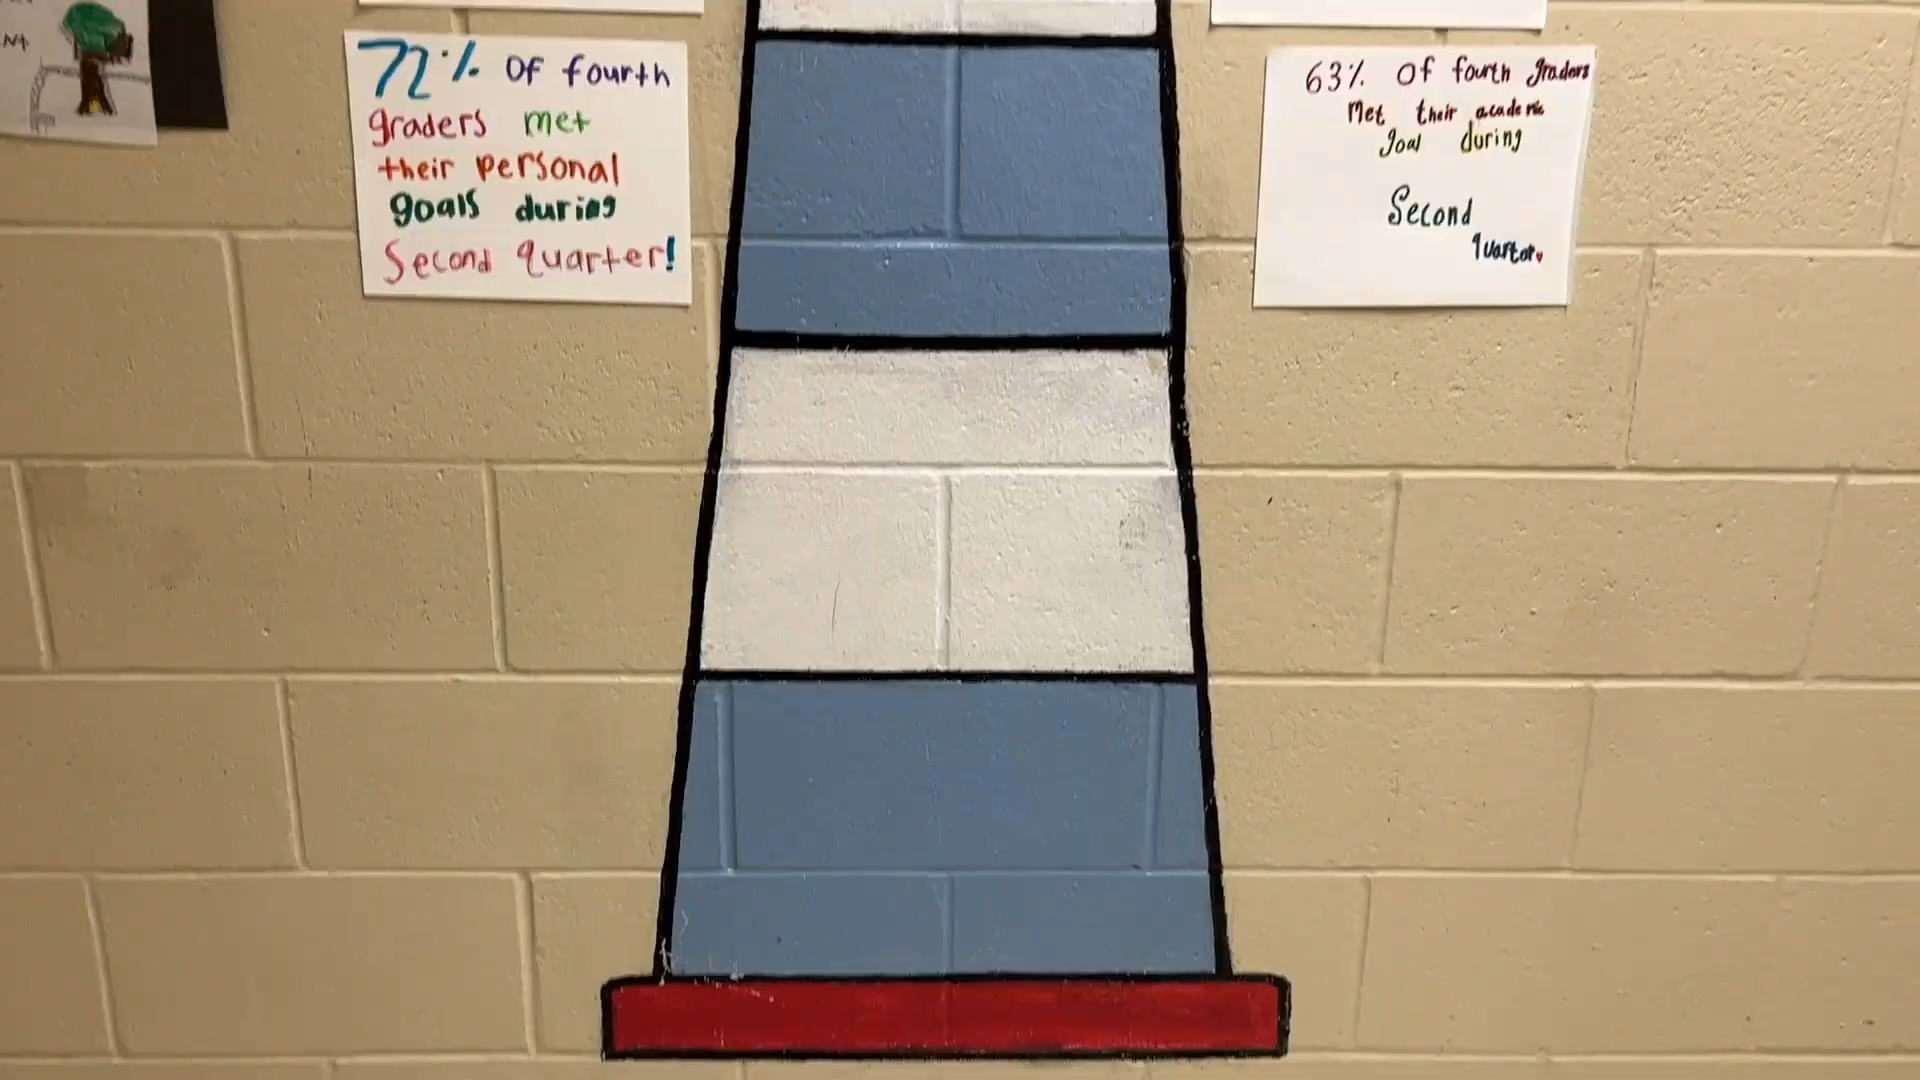 72% of fourth
graders met
their personal
goals during
Second quarter!
63% Of fourth graders
Met their academic
goal during
Second
quarter